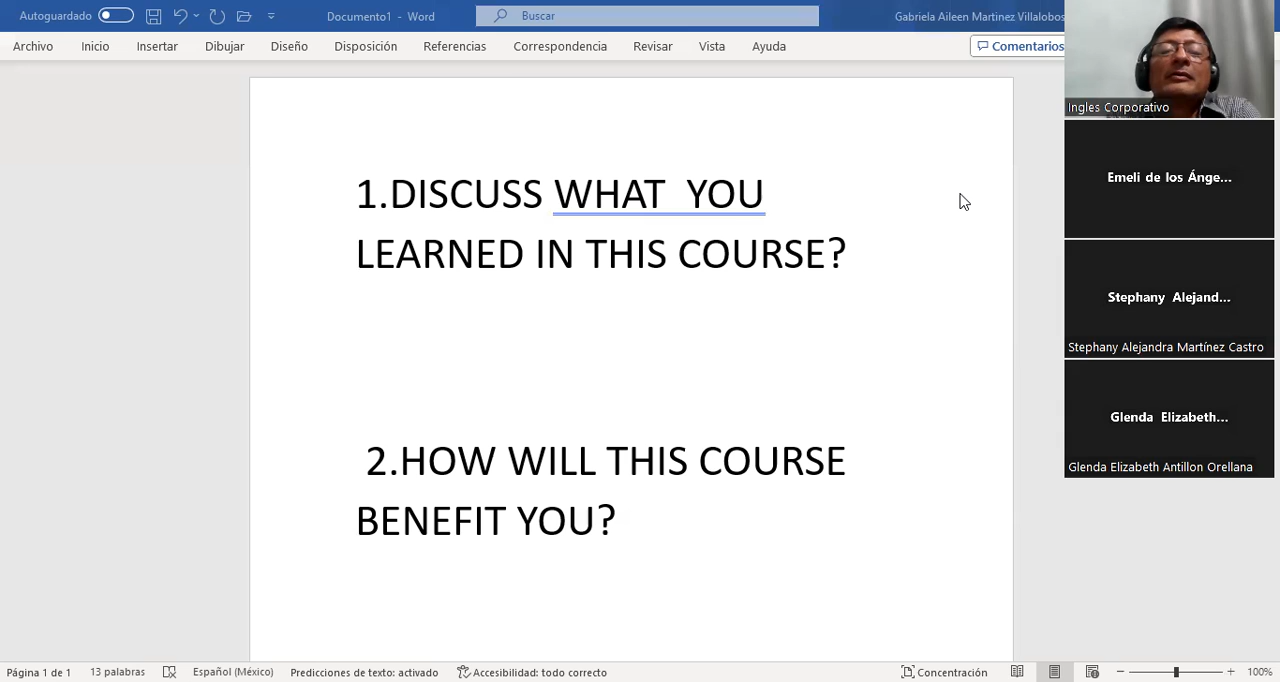 Autoguardado
Documento1 - Word
Buscar
Gabriela Aileen Martinez Villalobos
Archivo Inicio Insertar Dibujar Diseño Disposición Referencias Correspondencia Revisar Vista Ayuda
Comentarios
Ingles Corporativo
1.DISCUSS WHAT YOU
LEARNED IN THIS COURSE?
2.HOW WILL THIS COURSE
BENEFIT YOU?
Emeli de los Ánge...
Stephany Alejand...
Stephany Alejandra Martínez Castro
Glenda Elizabeth...
Glenda Elizabeth Antillon Orellana
Página 1 de 1 13 palabras Español (México) Predicciones de texto: activado Accesibilidad: todo correcto Concentración 100%